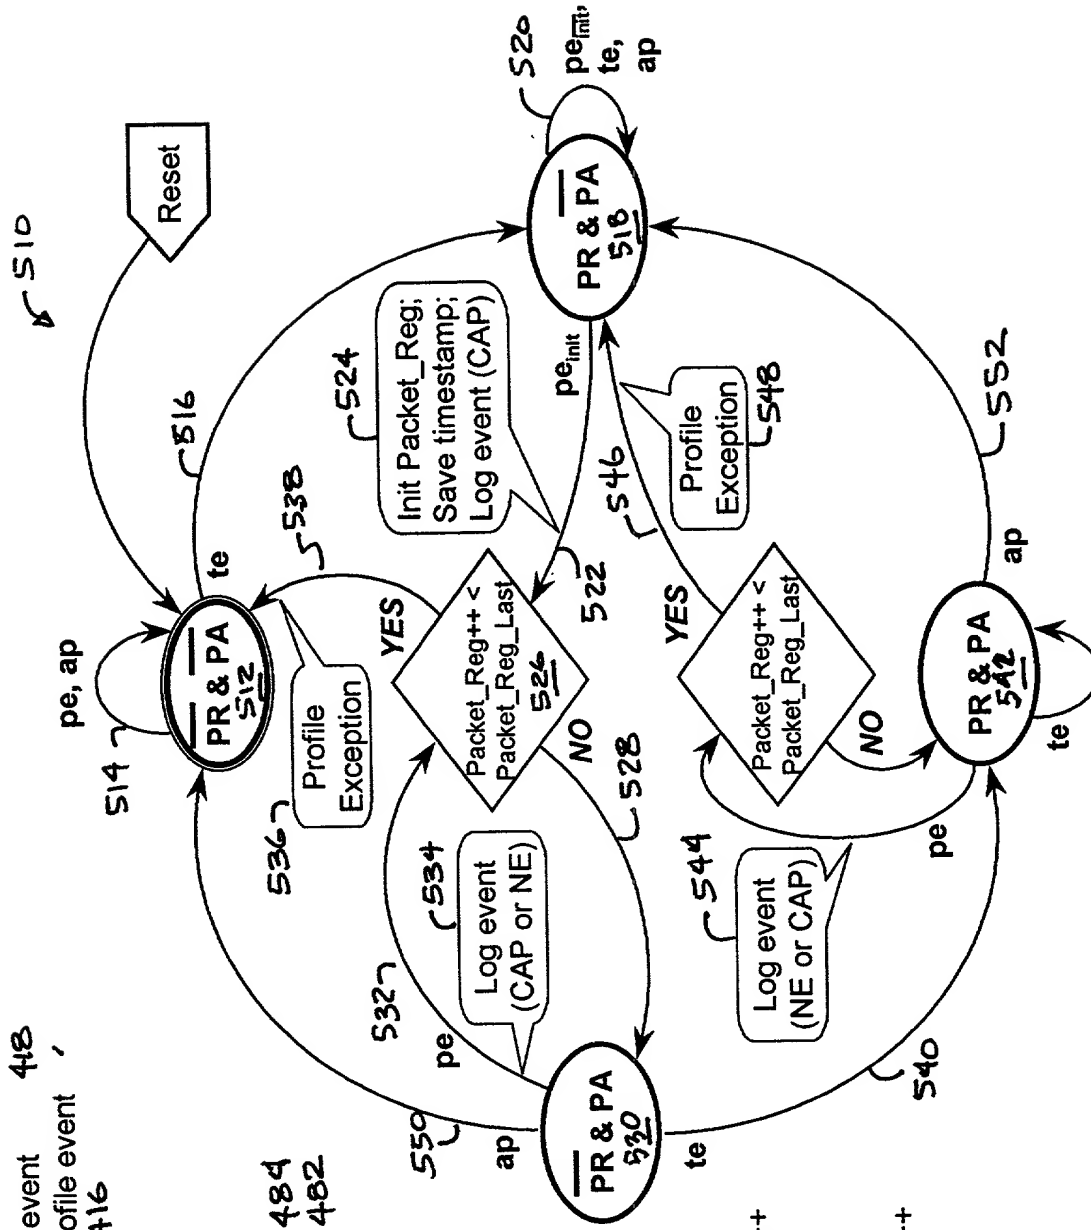 510
Reset
514
pe, ap
PR & PA
512
te
516
538
536
Profile
Exception
524
Init Packet_Reg;
Save timestamp;
Log event (CAP)
520
pe_init,
te,
ap
PR & PA
518
pe_init
522
YES
Packet_Reg++ <
Packet_Reg_Last
526
NO
528
532
pe
534
Log event
(CAP or NE)
550
ap
PR & PA
530
te
540
546
Profile
Exception
548
YES
Packet_Reg++ <
Packet_Reg_Last
NO
544
Log event
(NE or CAP)
pe
PR & PA
542
te
ap
552
event 418
ofile event
416
484
482
++
++